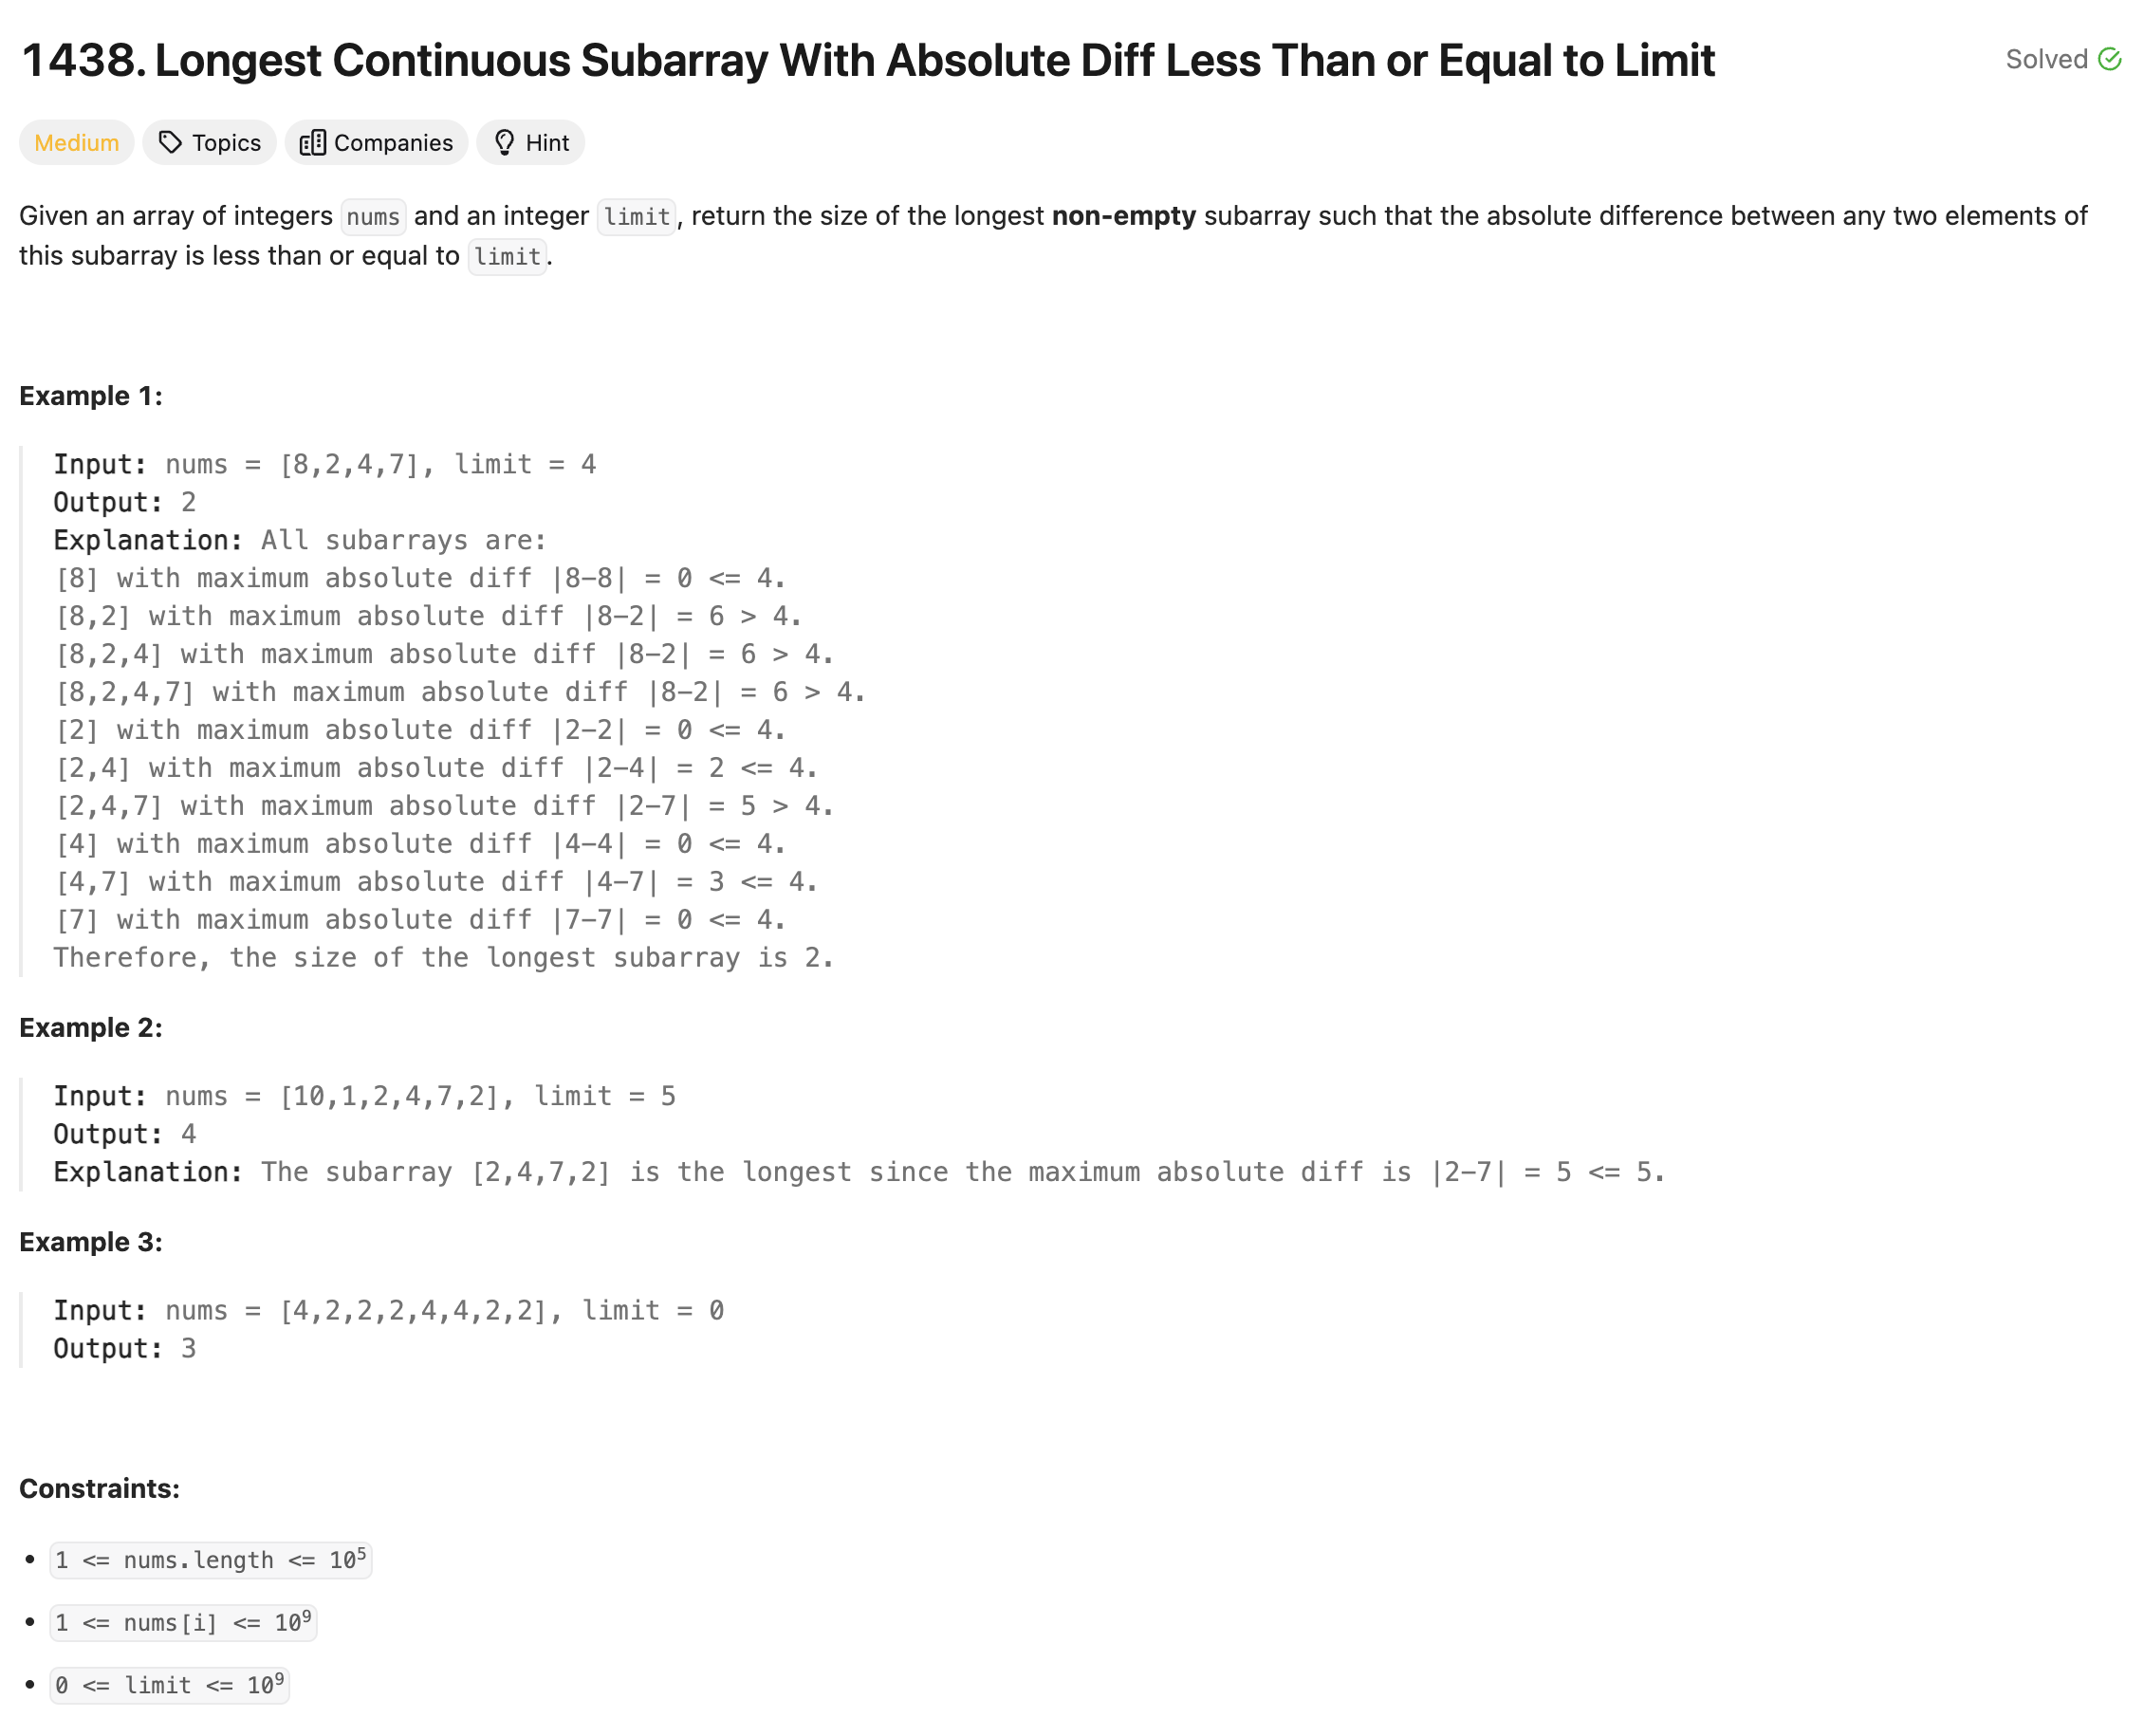 1438. Longest Continuous Subarray With Absolute Diff Less Than or Equal to Limit
Solved
Medium Topics Companies Hint
Given an array of integers nums and an integer limit, return the size of the longest non-empty subarray such that the absolute difference between any two elements of
this subarray is less than or equal to limit.
Example 1:
Input: nums = [8,2,4,7], limit = 4
Output: 2
Explanation: All subarrays are:
[8] with maximum absolute diff |8-8| = 0 <= 4.
[8,2] with maximum absolute diff |8-2| = 6 > 4.
[8,2,4] with maximum absolute diff |8-2| = 6 > 4.
[8,2,4,7] with maximum absolute diff |8-2| = 6 > 4.
[2] with maximum absolute diff |2-2| = 0 <= 4.
[2,4] with maximum absolute diff |2-4| = 2 <= 4.
[2,4,7] with maximum absolute diff |2-7| = 5 > 4.
[4] with maximum absolute diff |4-4| = 0 <= 4.
[4,7] with maximum absolute diff |4-7| = 3 <= 4.
[7] with maximum absolute diff |7-7| = 0 <= 4.
Therefore, the size of the longest subarray is 2.
Example 2:
Input: nums = [10,1,2,4,7,2], limit = 5
Output: 4
Explanation: The subarray [2,4,7,2] is the longest since the maximum absolute diff is |2-7| = 5 <= 5.
Example 3:
Input: nums = [4,2,2,2,4,4,2,2], limit = 0
Output: 3
Constraints:
• 1 <= nums.length <= 10⁵
• 1 <= nums[i] <= 10⁹
• 0 <= limit <= 10⁹